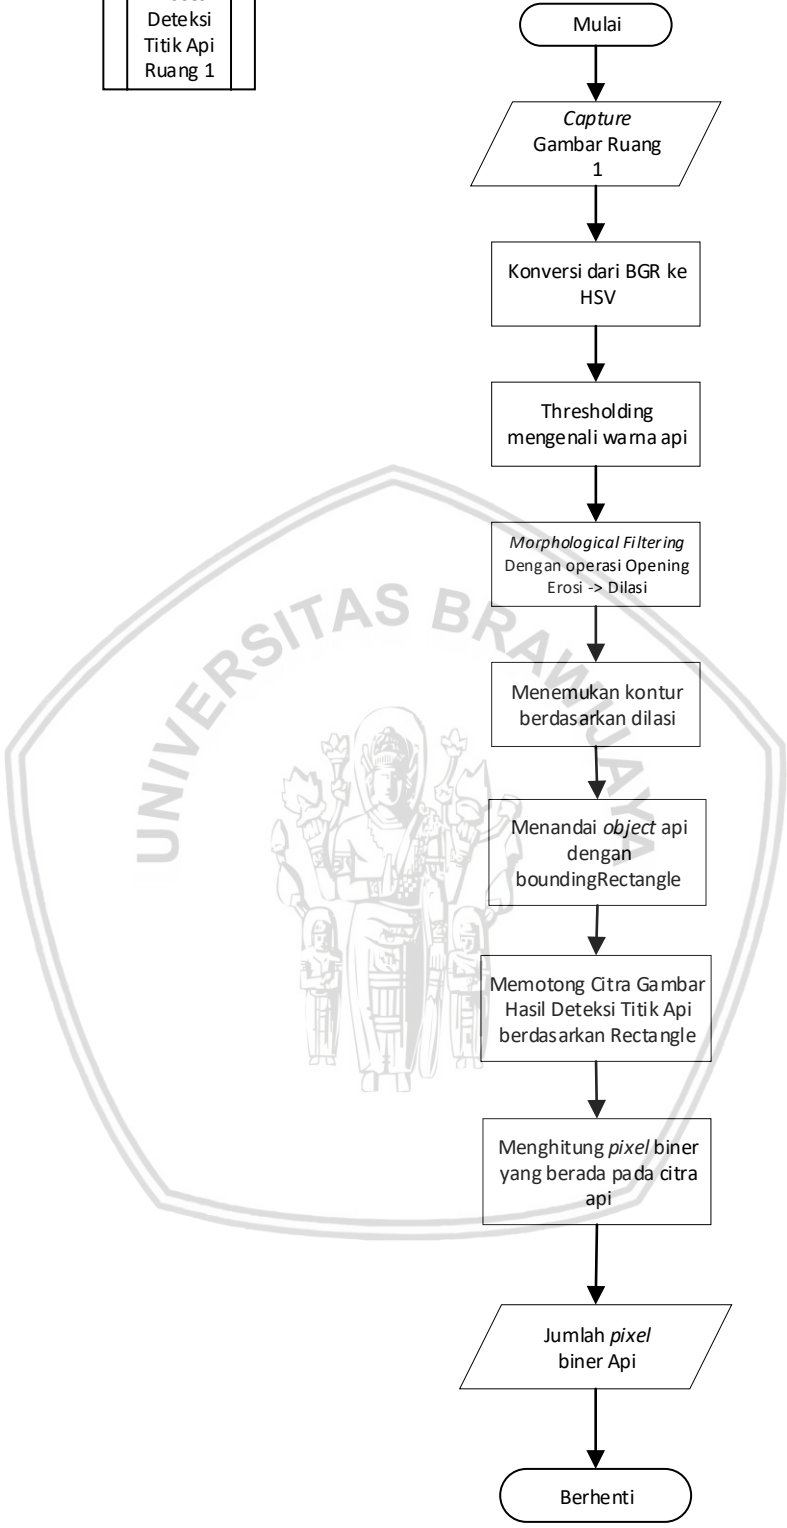 Deteksi
Titik Api
Ruang 1
Mulai
Capture
Gambar Ruang
1
Konversi dari BGR ke
HSV
Thresholding
mengenali warna api
Morphological Filtering
Dengan operasi Opening
Erosi -> Dilasi
Menemukan kontur
berdasarkan dilasi
Menandai object api
dengan
boundingRectangle
Memotong Citra Gambar
Hasil Deteksi Titik Api
berdasarkan Rectangle
Menghitung pixel biner
yang berada pada citra
api
Jumlah pixel
biner Api
Berhenti
UNIVERSITAS BRAWIJAYA